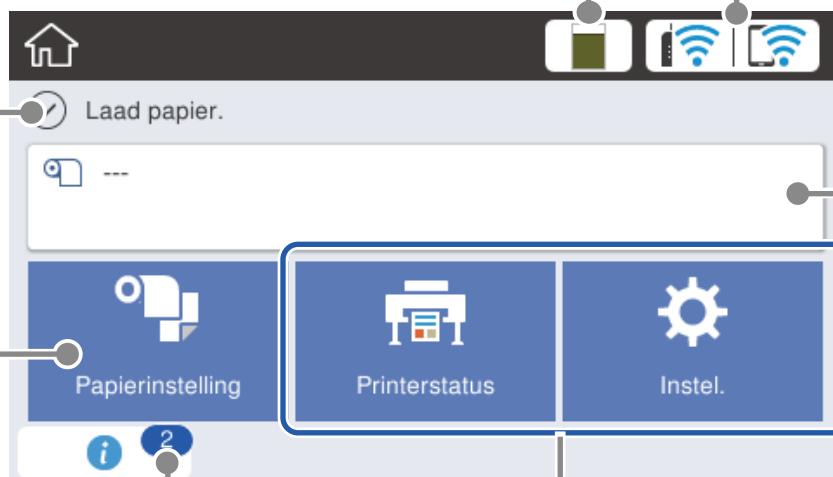 Laad papier.
---
Papierinstelling
Printerstatus
Instel.
i
2